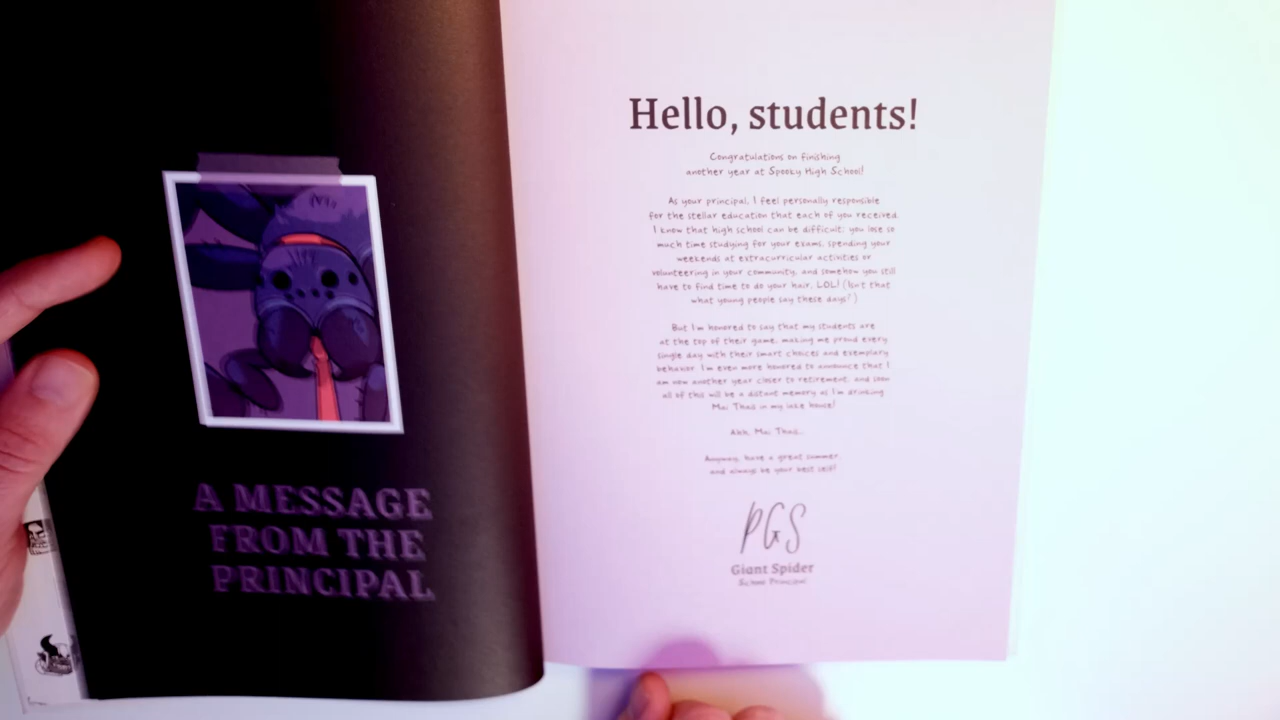 A MESSAGE
FROM THE
PRINCIPAL
Hello, students!
Congratulations on finishing
another year at Spooky High School!
As your principal, I feel personally responsible
for the stellar education that each of you received.
I know that high school can be difficult: you lose so
much time studying for your exams, spending your
weekends at extracurricular activities or
volunteering in your community, and somehow you still
have to find time to do your hair, LOL! (Isn't that
what young people say these days?)
But I'm honored to say that my students are
at the top of their game, making me proud every
single day with their smart choices and exemplary
behavior. I'm even more honored to announce that I
am now another year closer to retirement, and soon
all of this will be a distant memory as I'm drinking
Mai Thais in my lake house!
Ahh, Mai Thais...
Anyway, have a great summer
and always be your best self!
PGS
Giant Spider
School Principal